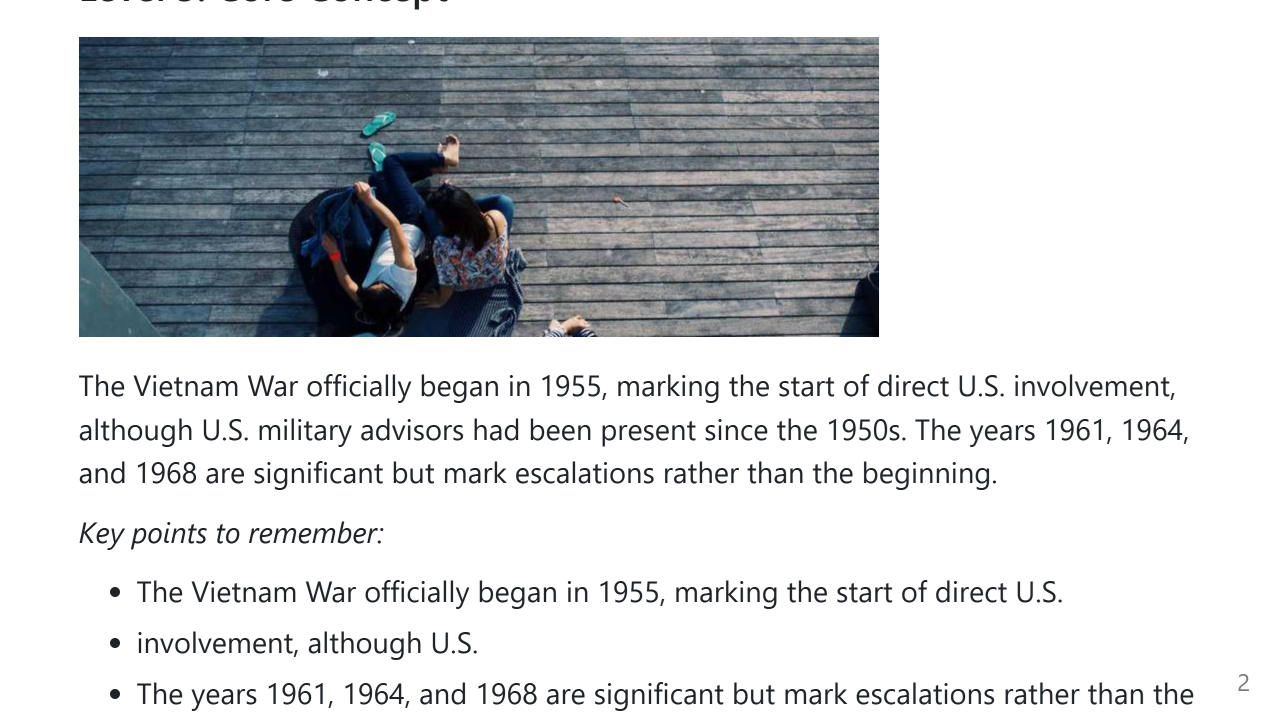 The Vietnam War officially began in 1955, marking the start of direct U.S. involvement,
although U.S. military advisors had been present since the 1950s. The years 1961, 1964,
and 1968 are significant but mark escalations rather than the beginning.
Key points to remember:
• The Vietnam War officially began in 1955, marking the start of direct U.S.
• involvement, although U.S.
• The years 1961, 1964, and 1968 are significant but mark escalations rather than the
2